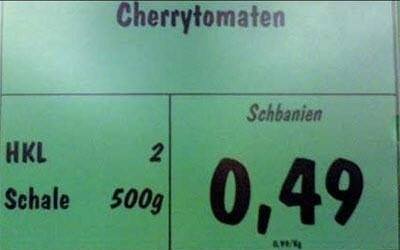 Cherrytomaten
Schbanien
HKL 2
Schale 500g
0,49